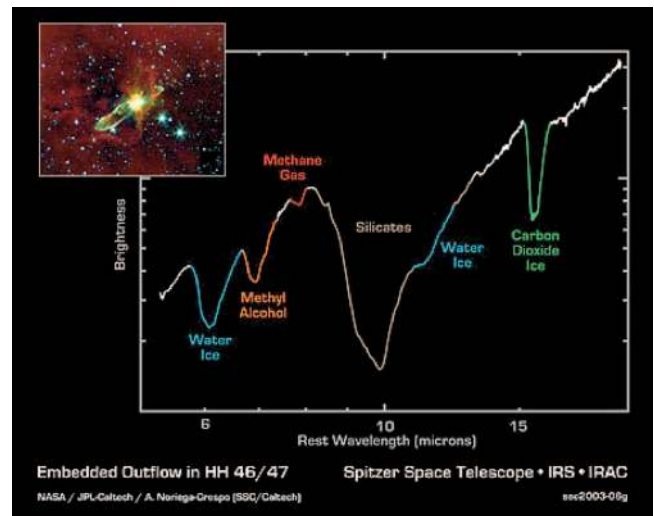 Brightness
Methane
Gas
Silicates
Water
Ice
Carbon
Dioxide
Ice
Methyl
Alcohol
Water
Ice
6
10
15
Rest Wavelength (microns)
Embedded Outflow in HH 46/47
Spitzer Space Telescope • IRS • IRAC
NASA / JPL-Caltech / A. Noriega-Crespo (SSC/Caltech)
ssc2003-06g